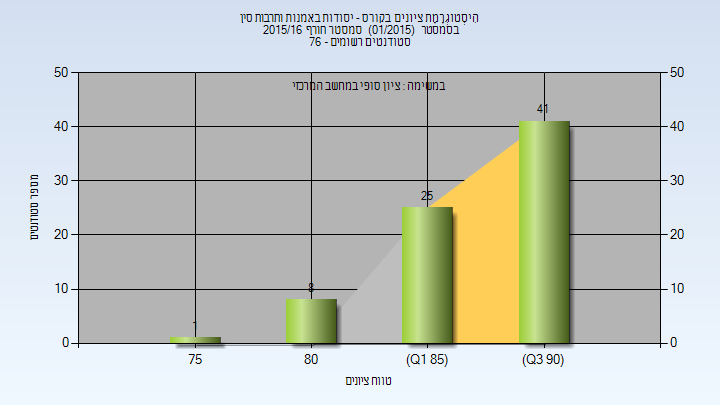 הִיסְטוֹגְרַמַת ציונים בקורס - יסודות באמנות ותרבות סין
בסמסטר (01/2015) סמסטר חורף 2015/16
סטודנטים רשומים - 76
במשימה : ציון סופי במחשב המרכזי
50 50
40 40
30 30
20 20
10 10
0 0
1 8 25 41
75 80 (Q1 85) (Q3 90)
מספר סטודנטים
טווח ציונים